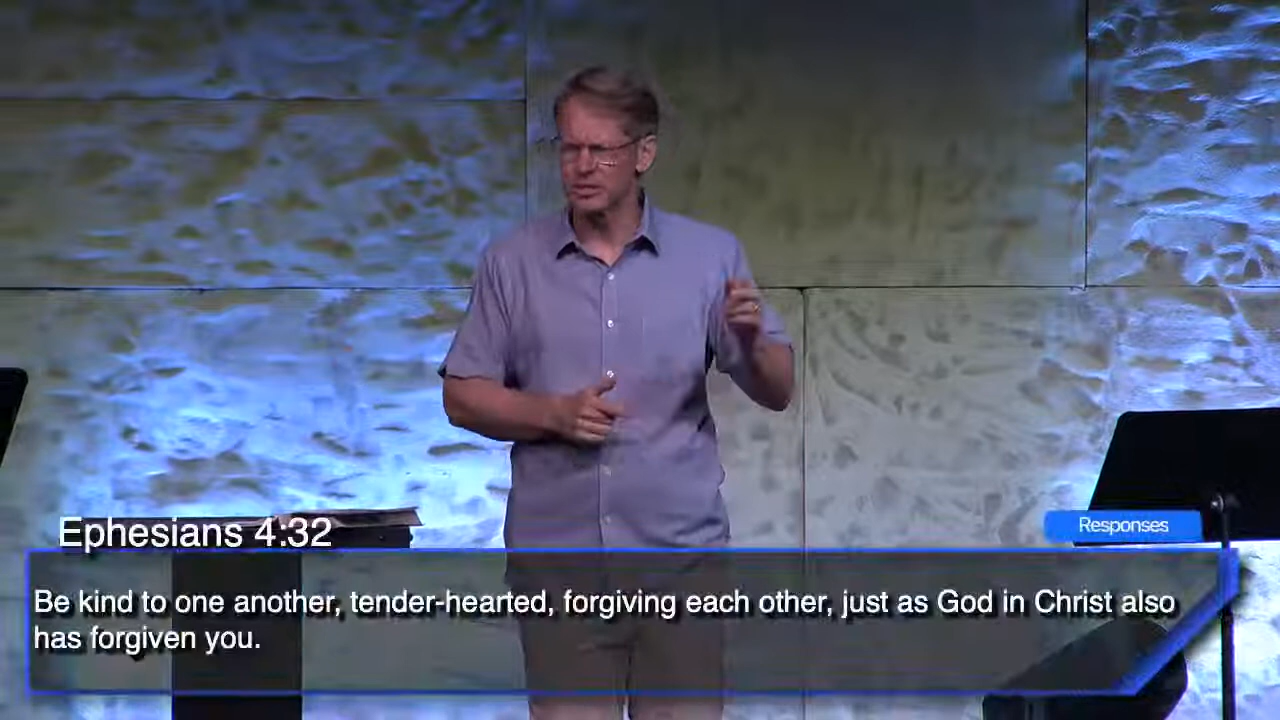 Ephesians 4:32
Responses
Be kind to one another, tender-hearted, forgiving each other, just as God in Christ also
has forgiven you.